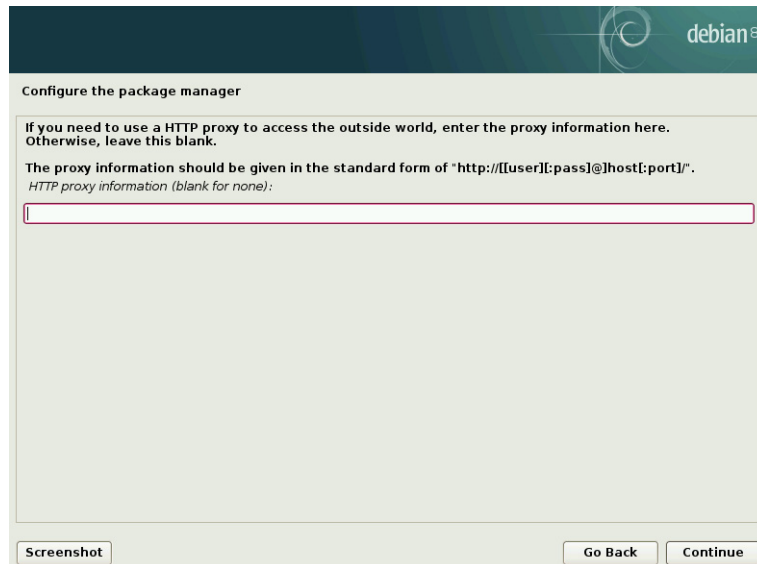 debian 8
Configure the package manager
If you need to use a HTTP proxy to access the outside world, enter the proxy information here.
Otherwise, leave this blank.
The proxy information should be given in the standard form of "http://[[user][:pass]@]host[:port]/".
HTTP proxy information (blank for none):
Screenshot
Go Back
Continue